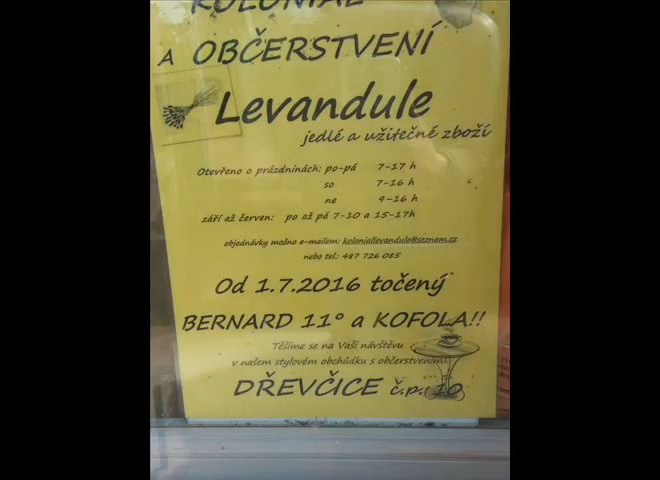 KOLONIAL
A OBČERSTVENÍ
Levandule
jedlé a užitečné zboží
Otevřeno o prázdninách: po-pá 7-17 h
so 7-16 h
ne 9-16 h
září až červen: po až pá 7-10 a 15-17h
objednávky možno e-mailem: koloniallevandule@seznam.cz
nebo tel.: 487 726 085
Od 1.7.2016 točený
BERNARD 11° a KOFOLA!!
Těšíme se na Vaši návštěvu
v našem stylovém obchůdku s občerstvením
DŘEVČICE č.p.: 10